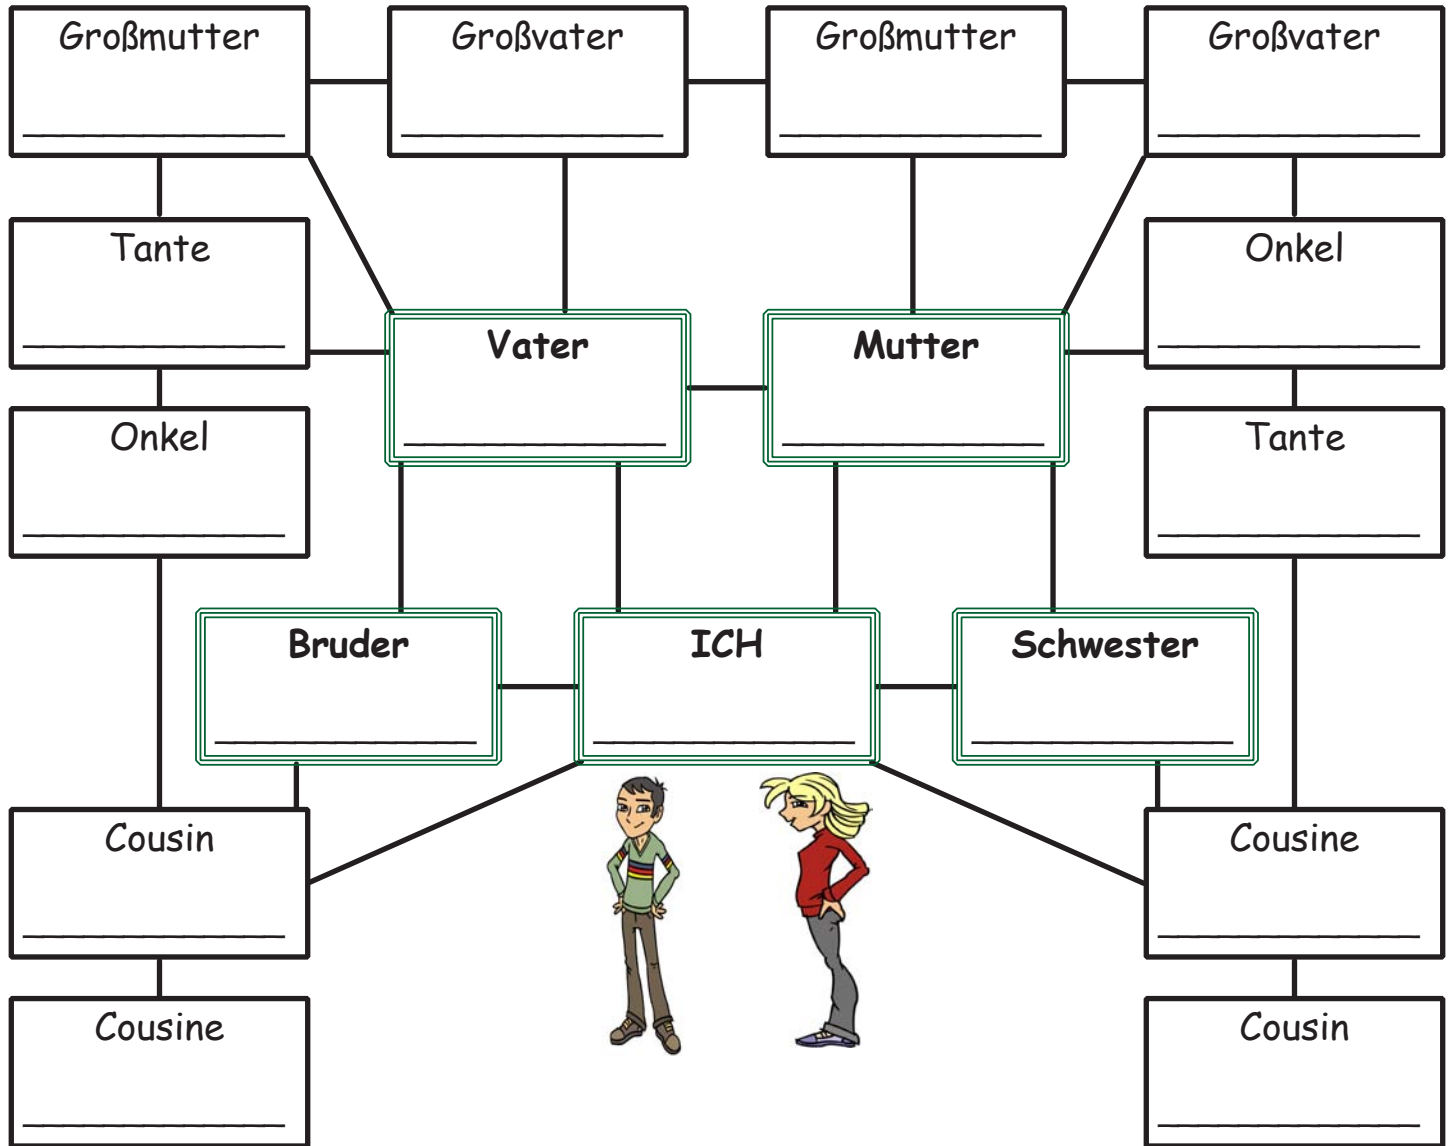 Großmutter
Großvater
Großmutter
Großvater
Tante
Onkel
Vater
Mutter
Onkel
Tante
Bruder
ICH
Schwester
Cousin
Cousine
Cousine
Cousin